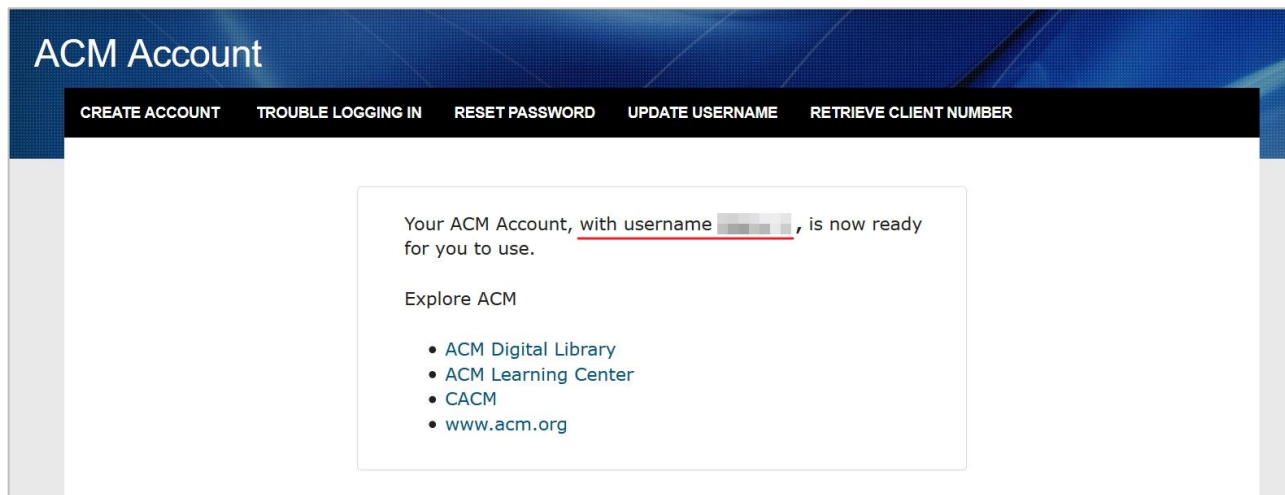 ACM Account
CREATE ACCOUNT TROUBLE LOGGING IN RESET PASSWORD UPDATE USERNAME RETRIEVE CLIENT NUMBER
Your ACM Account, with username , is now ready
for you to use.
Explore ACM
• ACM Digital Library
• ACM Learning Center
• CACM
• www.acm.org